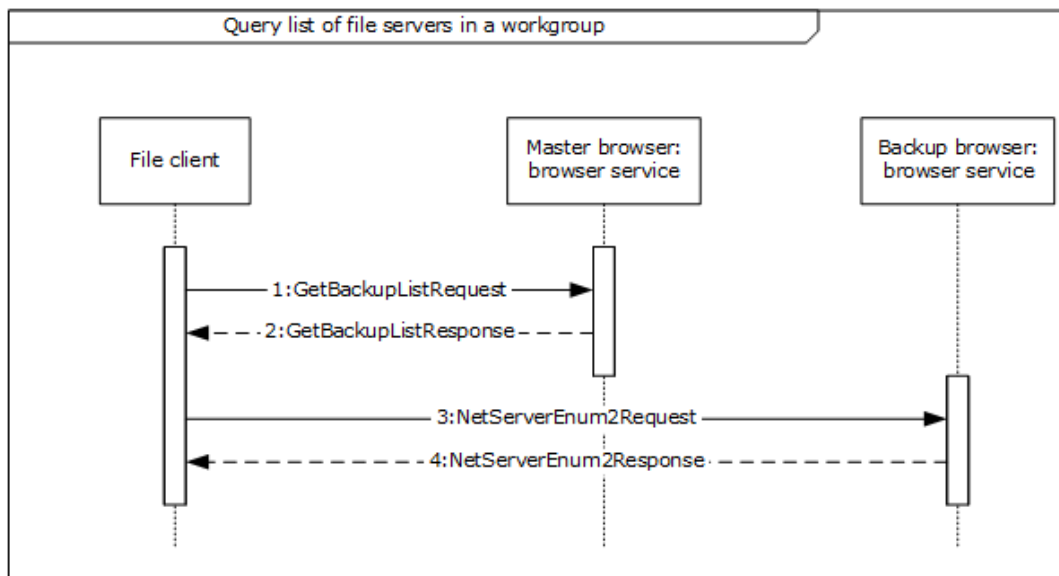 Query list of file servers in a workgroup
File client
Master browser:
browser service
Backup browser:
browser service
1:GetBackupListRequest
2:GetBackupListResponse
3:NetServerEnum2Request
4:NetServerEnum2Response